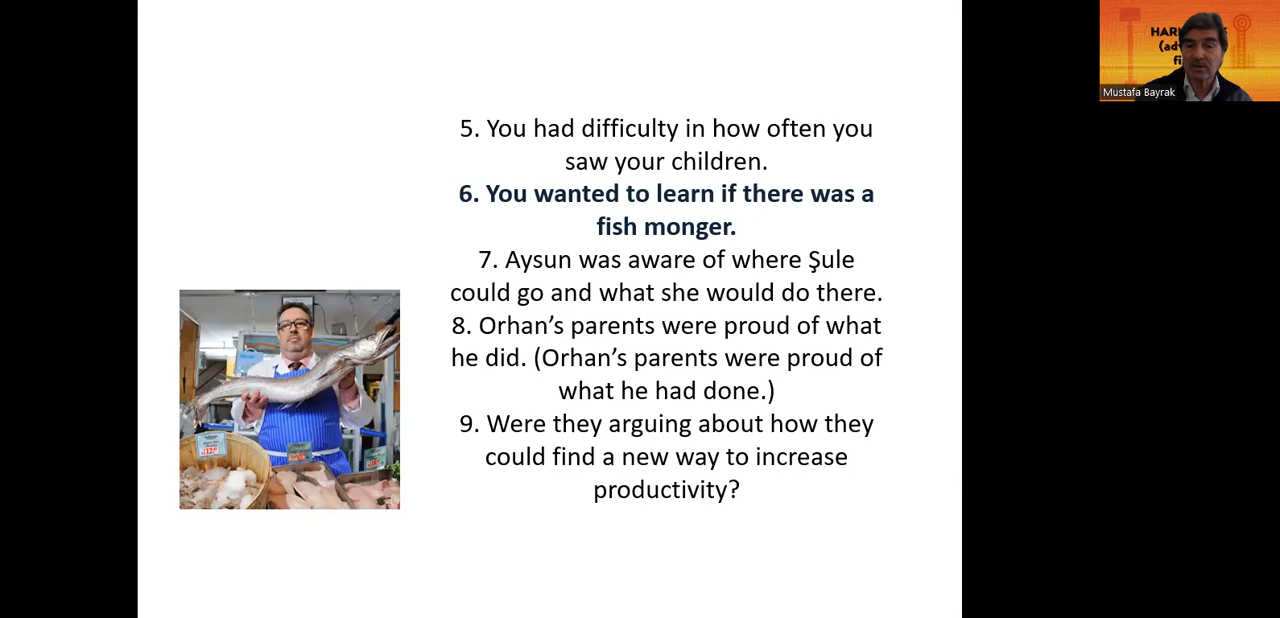 5. You had difficulty in how often you
saw your children.
6. You wanted to learn if there was a
fish monger.
7. Aysun was aware of where Şule
could go and what she would do there.
8. Orhan’s parents were proud of what
he did. (Orhan’s parents were proud of
what he had done.)
9. Were they arguing about how they
could find a new way to increase
productivity?
Mustafa Bayrak